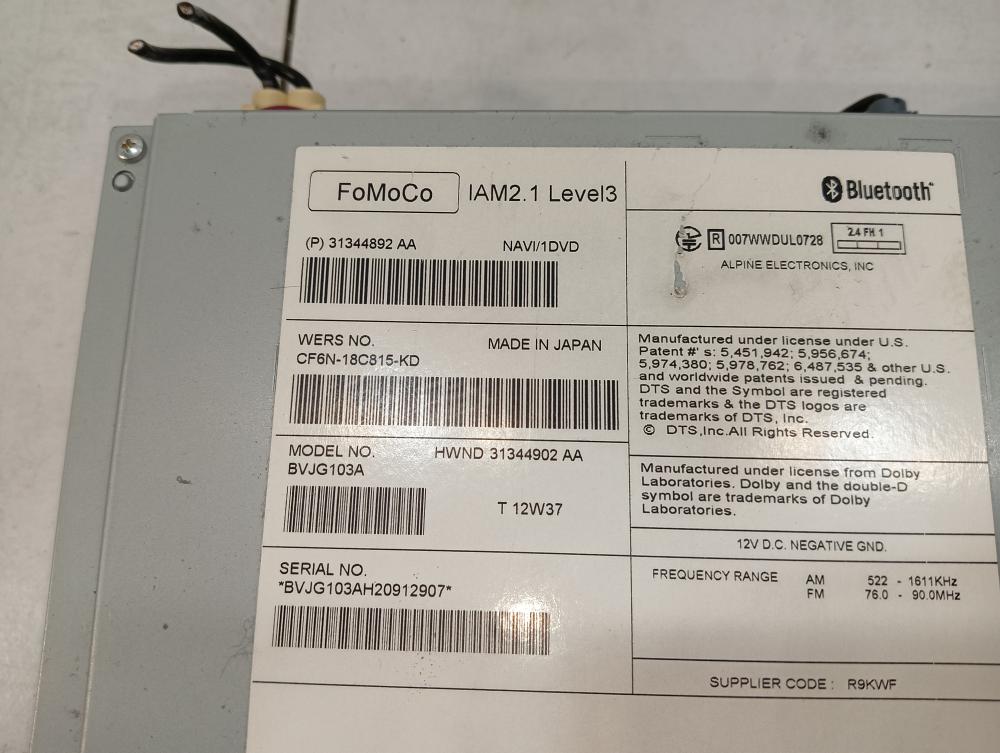 FoMoCo IAM2.1 Level3
(P) 31344892 AA NAVI/1DVD
WERS NO. MADE IN JAPAN
CF6N-18C815-KD
MODEL NO. HWND 31344902 AA
BVJG103A
T 12W37
SERIAL NO.
*BVJG103AH20912907*
Bluetooth
R 007WWDUL0728 2.4 FH 1
ALPINE ELECTRONICS, INC
Manufactured under license under U.S.
Patent #' s: 5,451,942; 5,956,674;
5,974,380; 5,978,762; 6,487,535 & other U.S.
and worldwide patents issued & pending.
DTS and the Symbol are registered
trademarks & the DTS logos are
trademarks of DTS, Inc.
© DTS,Inc.All Rights Reserved.
Manufactured under license from Dolby
Laboratories. Dolby and the double-D
symbol are trademarks of Dolby
Laboratories.
12V D.C. NEGATIVE GND.
FREQUENCY RANGE AM 522 - 1611KHz
FM 76.0 - 90.0MHz
SUPPLIER CODE : R9KWF